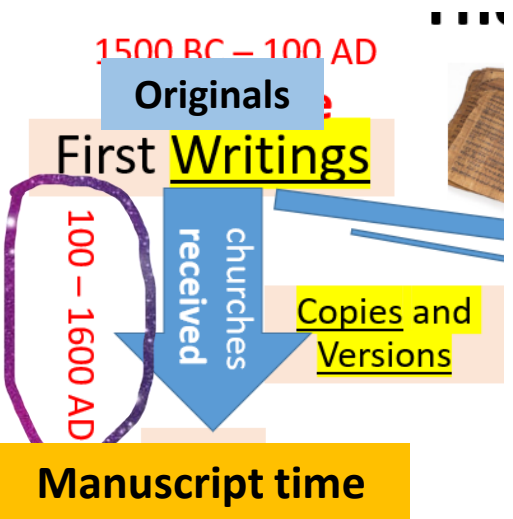 1500 BC – 100 AD
Originals
First Writings
100 – 1600 AD
churches
received
Copies and
Versions
Manuscript time